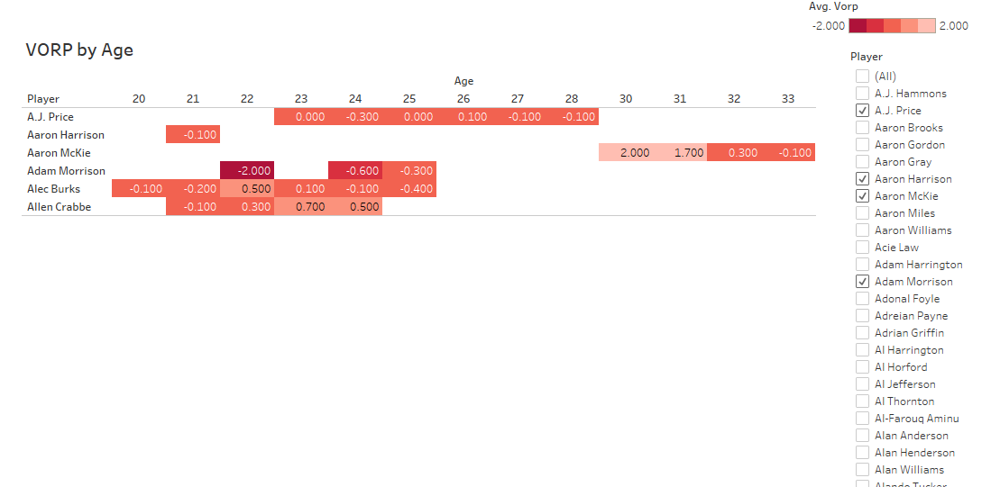 Avg. Vorp
-2.000 2.000
VORP by Age
Player
Age
Player 20 21 22 23 24 25 26 27 28 30 31 32 33
A.J. Price 0.000 -0.300 0.000 0.100 -0.100 -0.100
Aaron Harrison -0.100
Aaron McKie 2.000 1.700 0.300 -0.100
Adam Morrison -2.000 -0.600 -0.300
Alec Burks -0.100 -0.200 0.500 0.100 -0.100 -0.400
Allen Crabbe -0.100 0.300 0.700 0.500
(All)
A.J. Hammons
A.J. Price
Aaron Brooks
Aaron Gordon
Aaron Gray
Aaron Harrison
Aaron McKie
Aaron Miles
Aaron Williams
Acie Law
Adam Harrington
Adam Morrison
Adonal Foyle
Adreian Payne
Adrian Griffin
Al Harrington
Al Horford
Al Jefferson
Al Thornton
Al-Farouq Aminu
Alan Anderson
Alan Henderson
Alan Williams